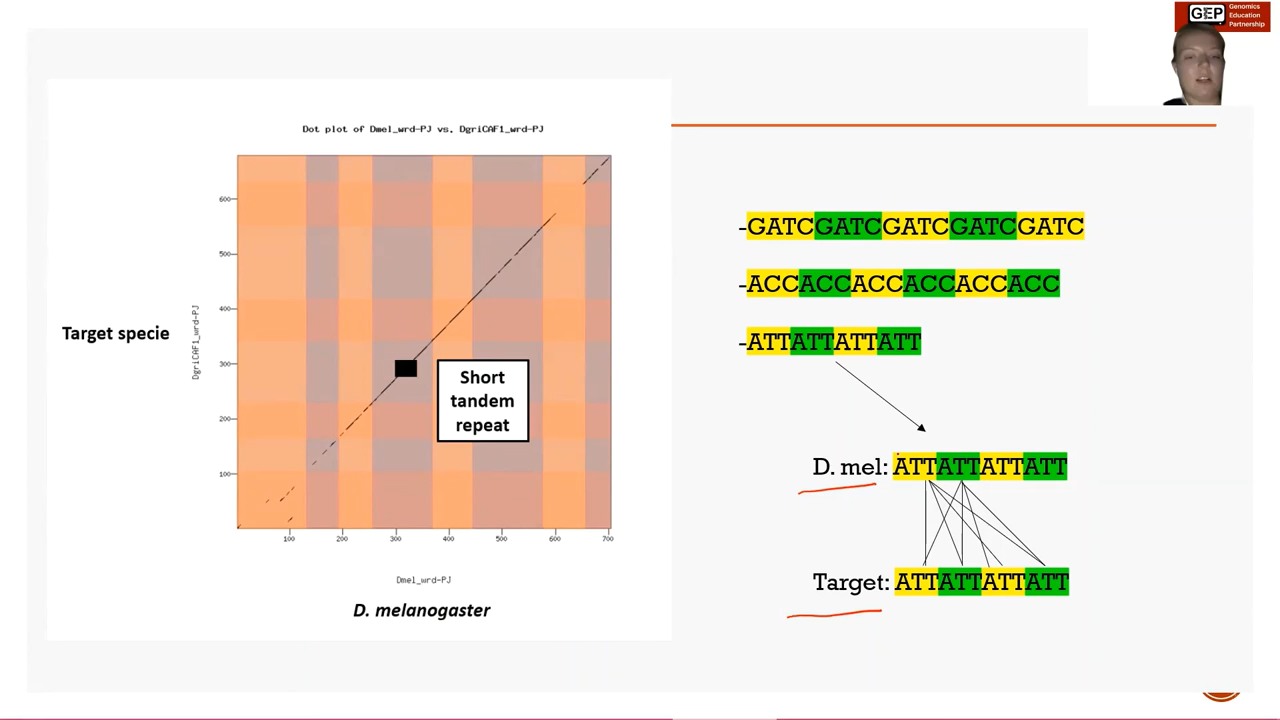 GEP
Genomics
Education
Partnership
Dot plot of Dmel_wrd-PJ vs. DgriCAF1_wrd-PJ
600
500
400
300
200
100
DgriCAF1_wrd-PJ
Target specie
Short
tandem
repeat
100
200
300
400
500
600
700
Dmel_wrd-PJ
D. melanogaster
-GATCGATCGATCGATCGATC
-ACCACCACCACCACCACC
-ATTATTATTATT
D. mel: ATTATTATTATT
Target: ATTATTATTATT